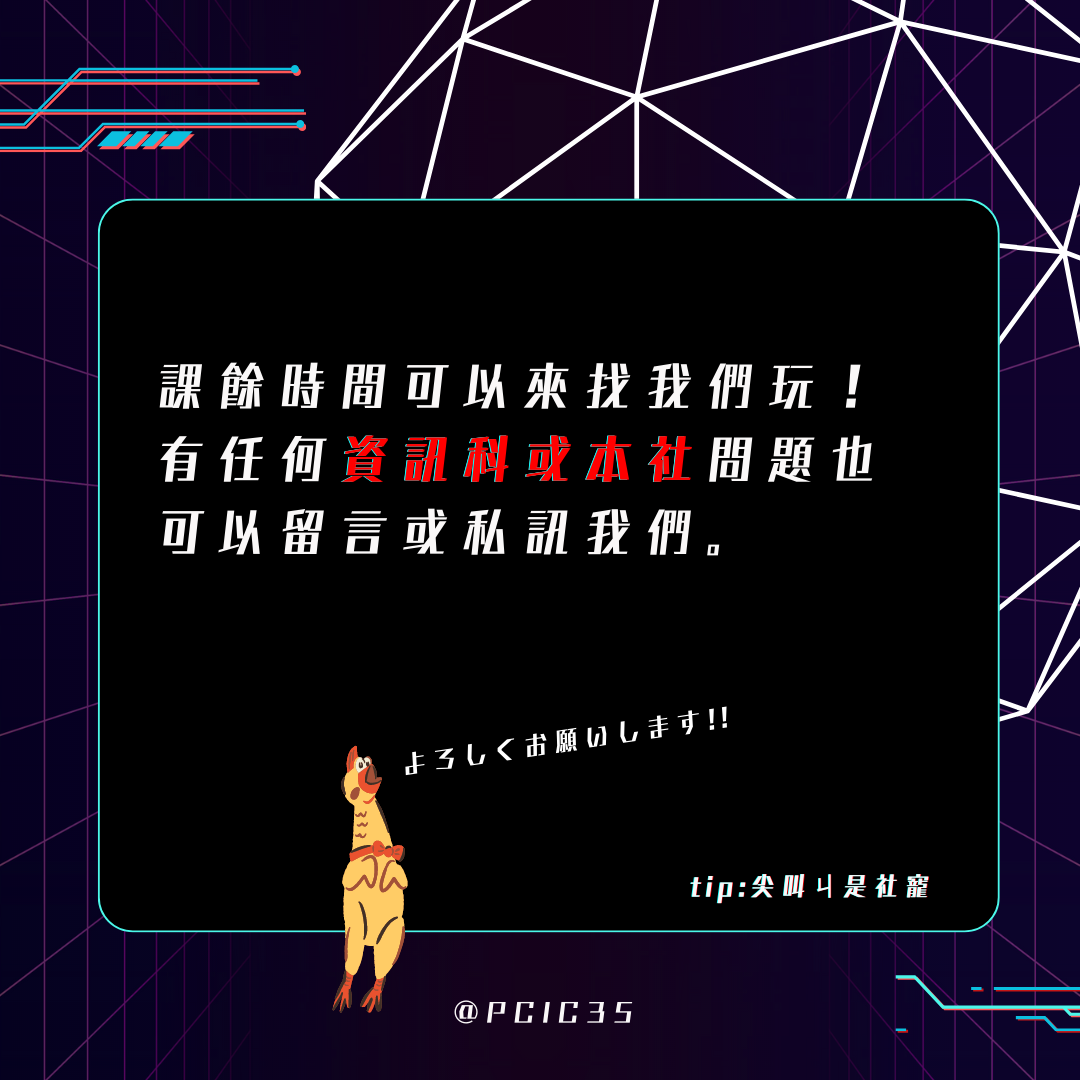 課餘時間可以來找我們玩！
有任何資訊科或本社問題也
可以留言或私訊我們。
よろしくお願いします!!
tip:尖叫ㄐ是社寵
@PCIC35